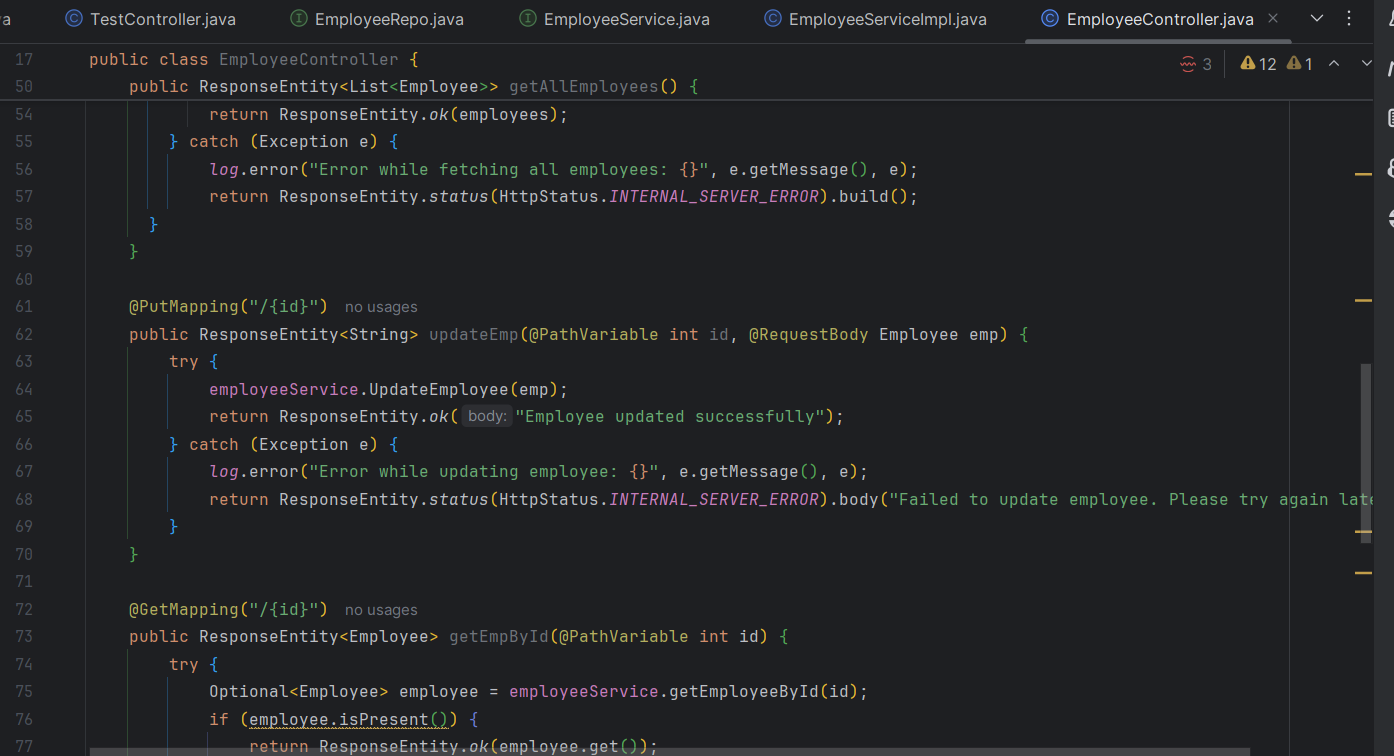 TestController.java EmployeeRepo.java EmployeeService.java EmployeeServiceImpl.java EmployeeController.java
17 public class EmployeeController { 3 12 1
50 public ResponseEntity<List<Employee>> getAllEmployees() {
54 return ResponseEntity.ok(employees);
55 } catch (Exception e) {
56 log.error("Error while fetching all employees: {}", e.getMessage(), e);
57 return ResponseEntity.status(HttpStatus.INTERNAL_SERVER_ERROR).build();
58 }
59 }
60
61 @PutMapping("/{id}") no usages
62 public ResponseEntity<String> updateEmp(@PathVariable int id, @RequestBody Employee emp) {
63 try {
64 employeeService.UpdateEmployee(emp);
65 return ResponseEntity.ok( body: "Employee updated successfully");
66 } catch (Exception e) {
67 log.error("Error while updating employee: {}", e.getMessage(), e);
68 return ResponseEntity.status(HttpStatus.INTERNAL_SERVER_ERROR).body("Failed to update employee. Please try again late
69 }
70 }
71
72 @GetMapping("/{id}") no usages
73 public ResponseEntity<Employee> getEmpById(@PathVariable int id) {
74 try {
75 Optional<Employee> employee = employeeService.getEmployeeById(id);
76 if (employee.isPresent()) {
77 return ResponseEntity.ok(employee.get());